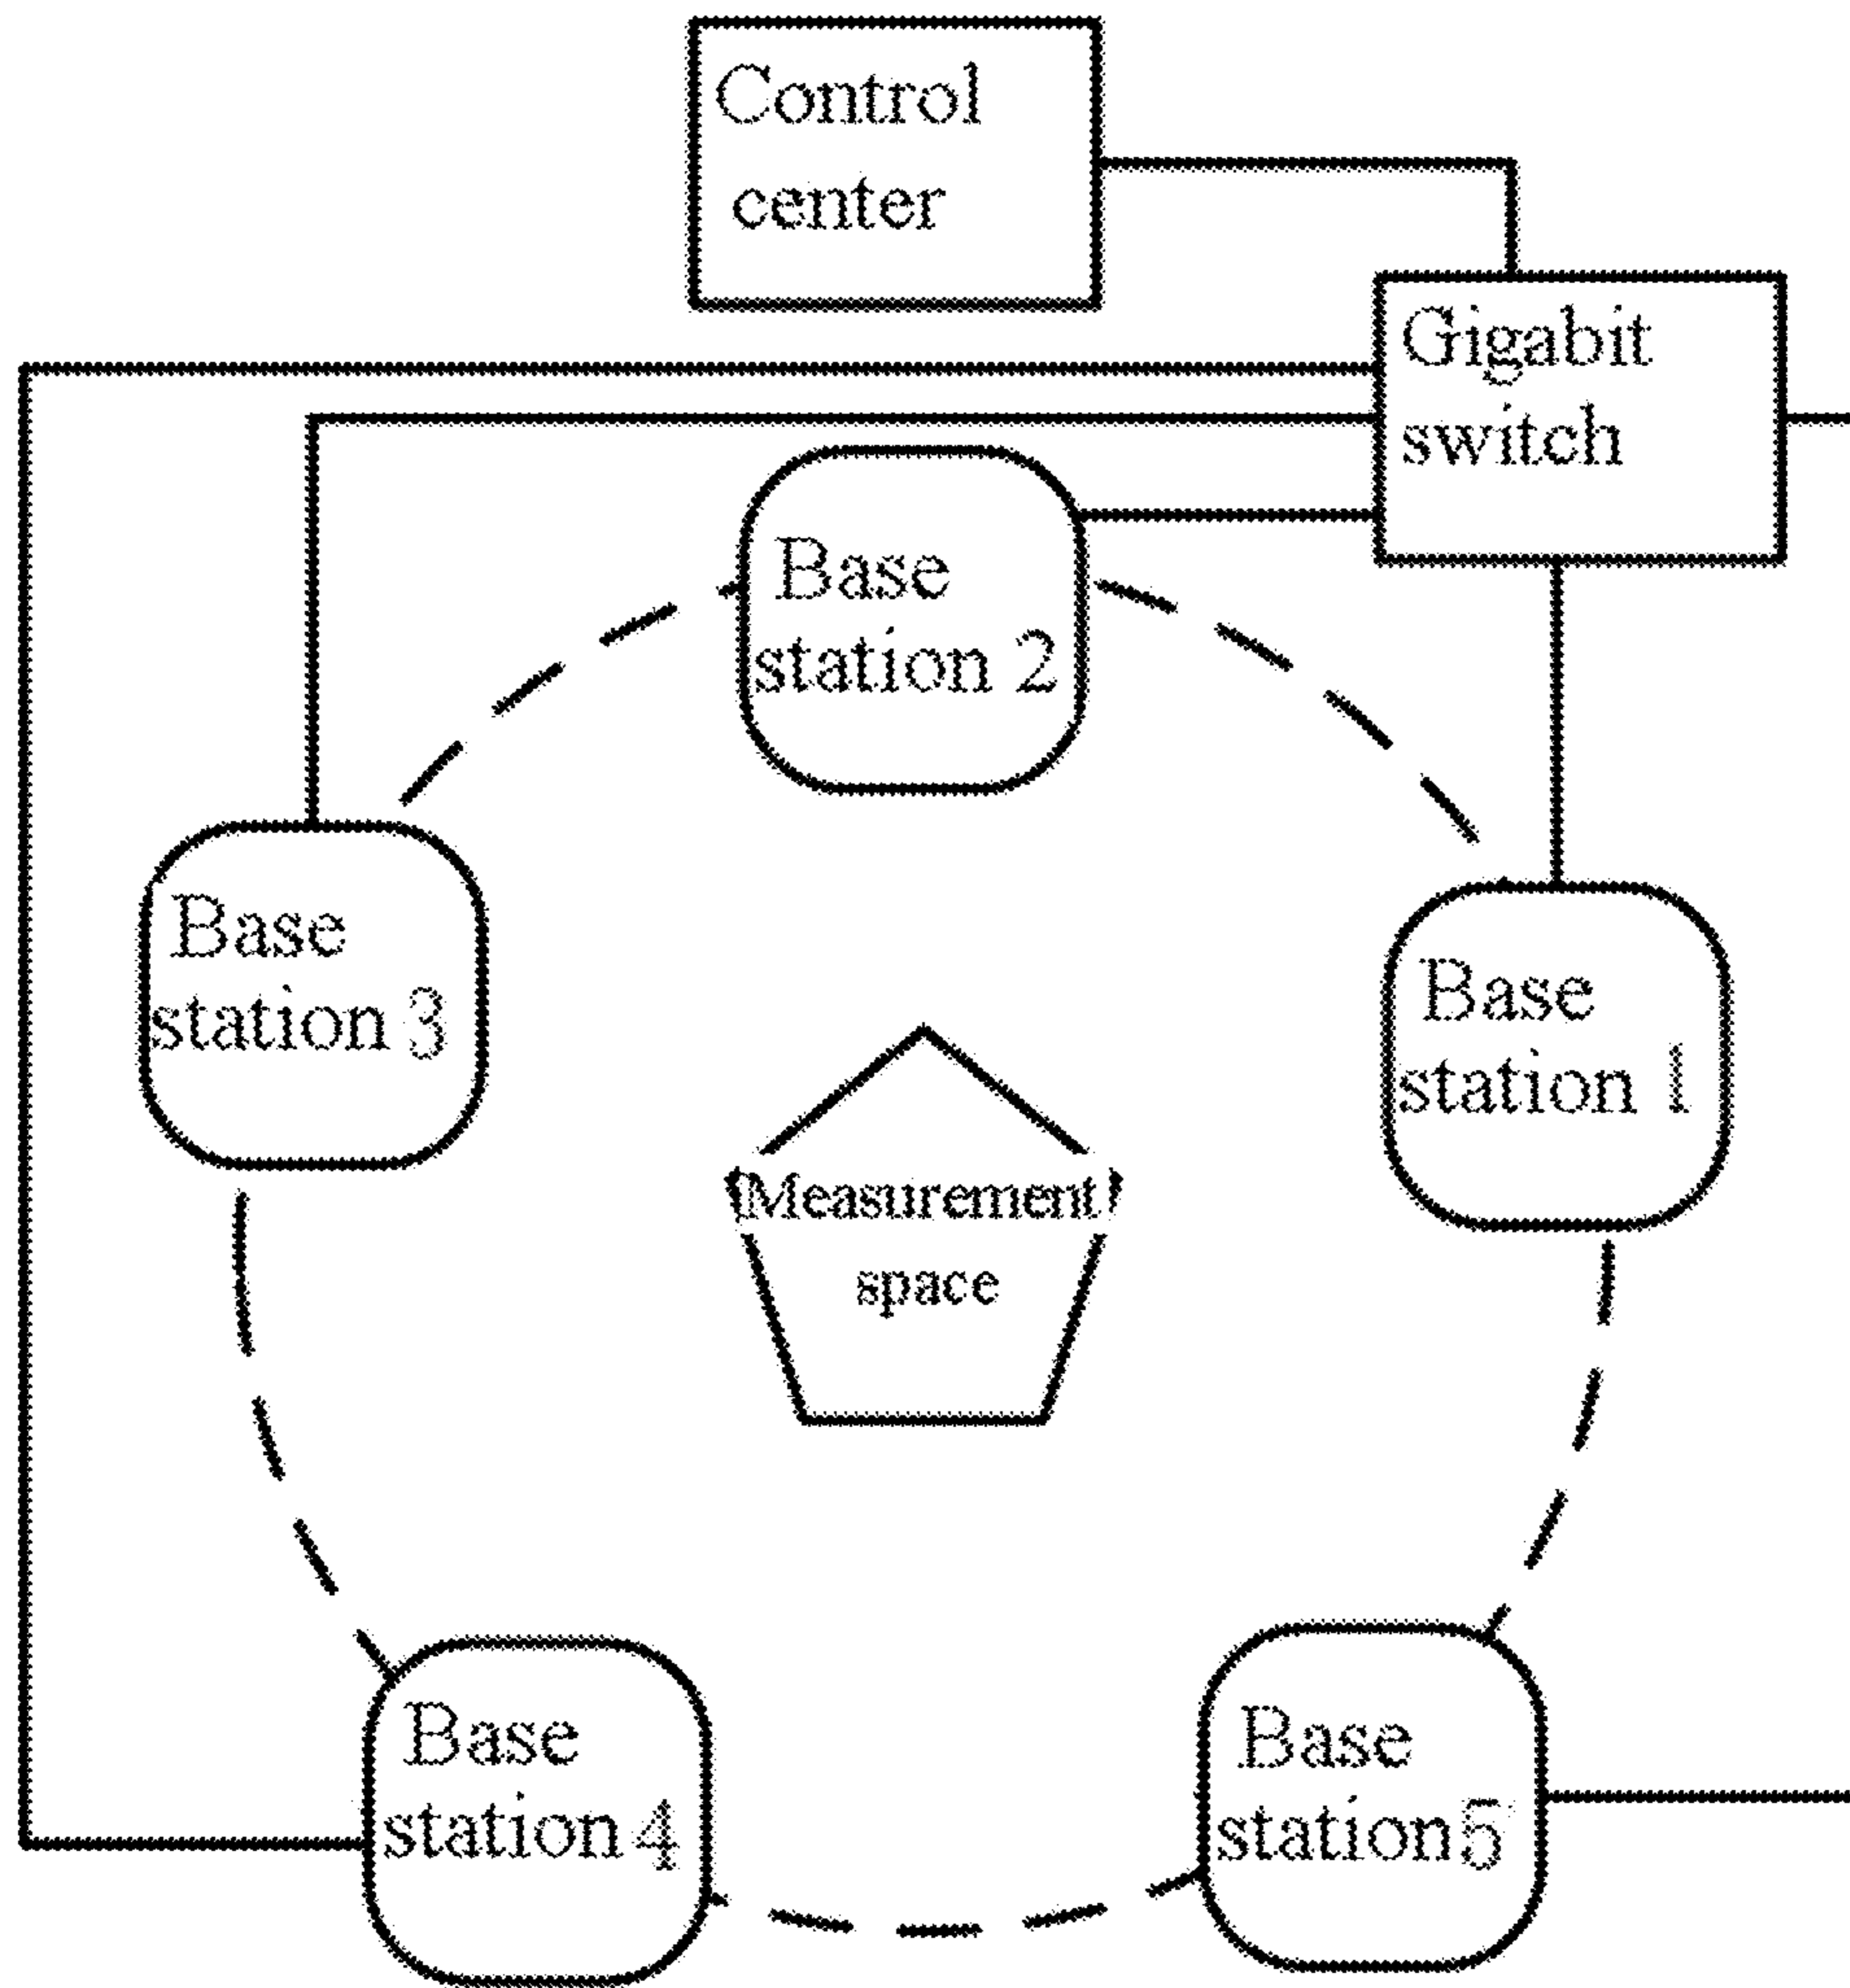 Control
center
Gigabit
switch
Base
station 2
Base
station 3
Base
station 1
Measurement
space
Base
station 4
Base
station 5